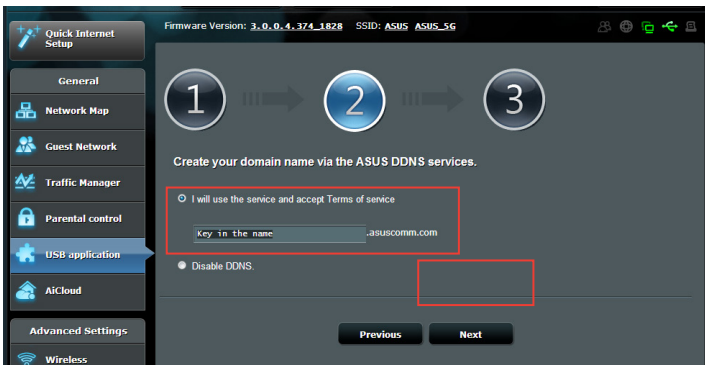 Quick Internet
Setup
Firmware Version: 3.0.0.4.374_1828 SSID: ASUS ASUS_5G
General
Network Map
Guest Network
Traffic Manager
Parental control
USB application
AiCloud
Advanced Settings
Wireless
1
2
3
Create your domain name via the ASUS DDNS services.
I will use the service and accept Terms of service
Key in the name .asuscomm.com
Disable DDNS.
Previous Next